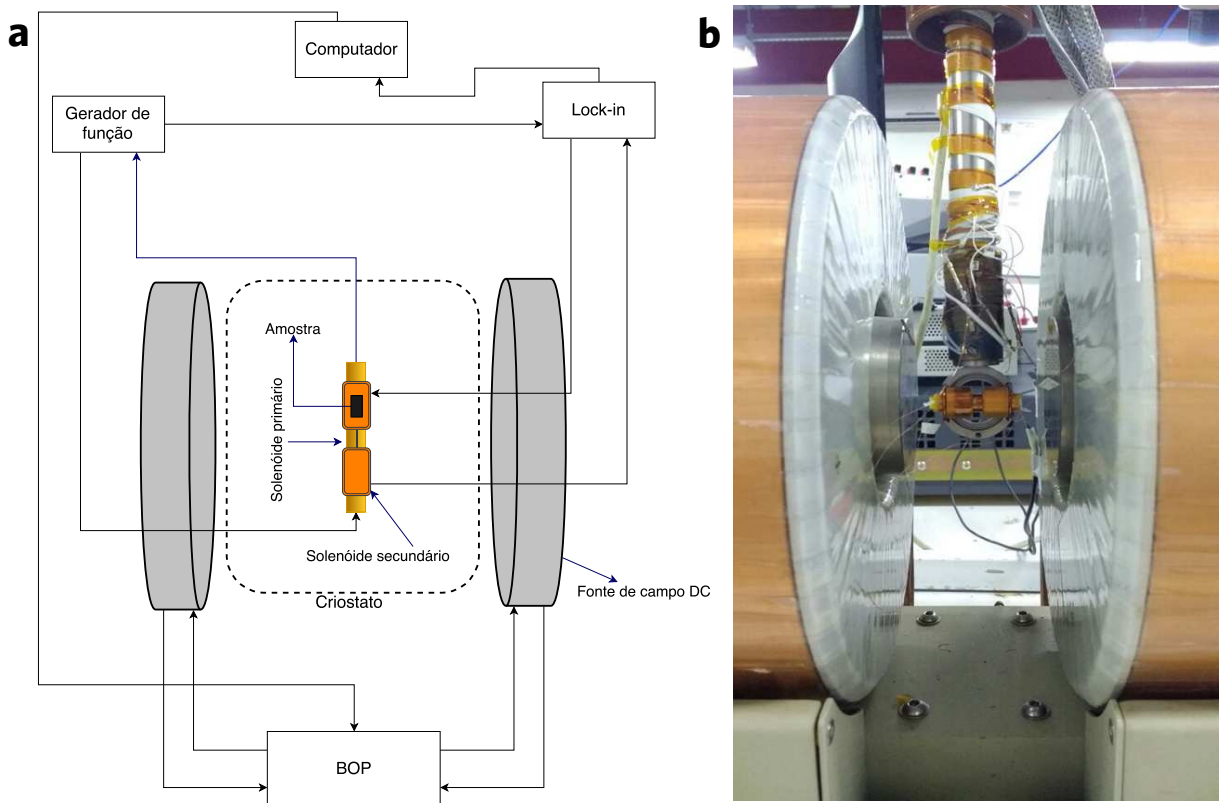 a
b
Computador
Gerador de
função
Lock-in
Amostra
Solenóide primário
Solenóide secundário
Fonte de campo DC
Criostato
BOP